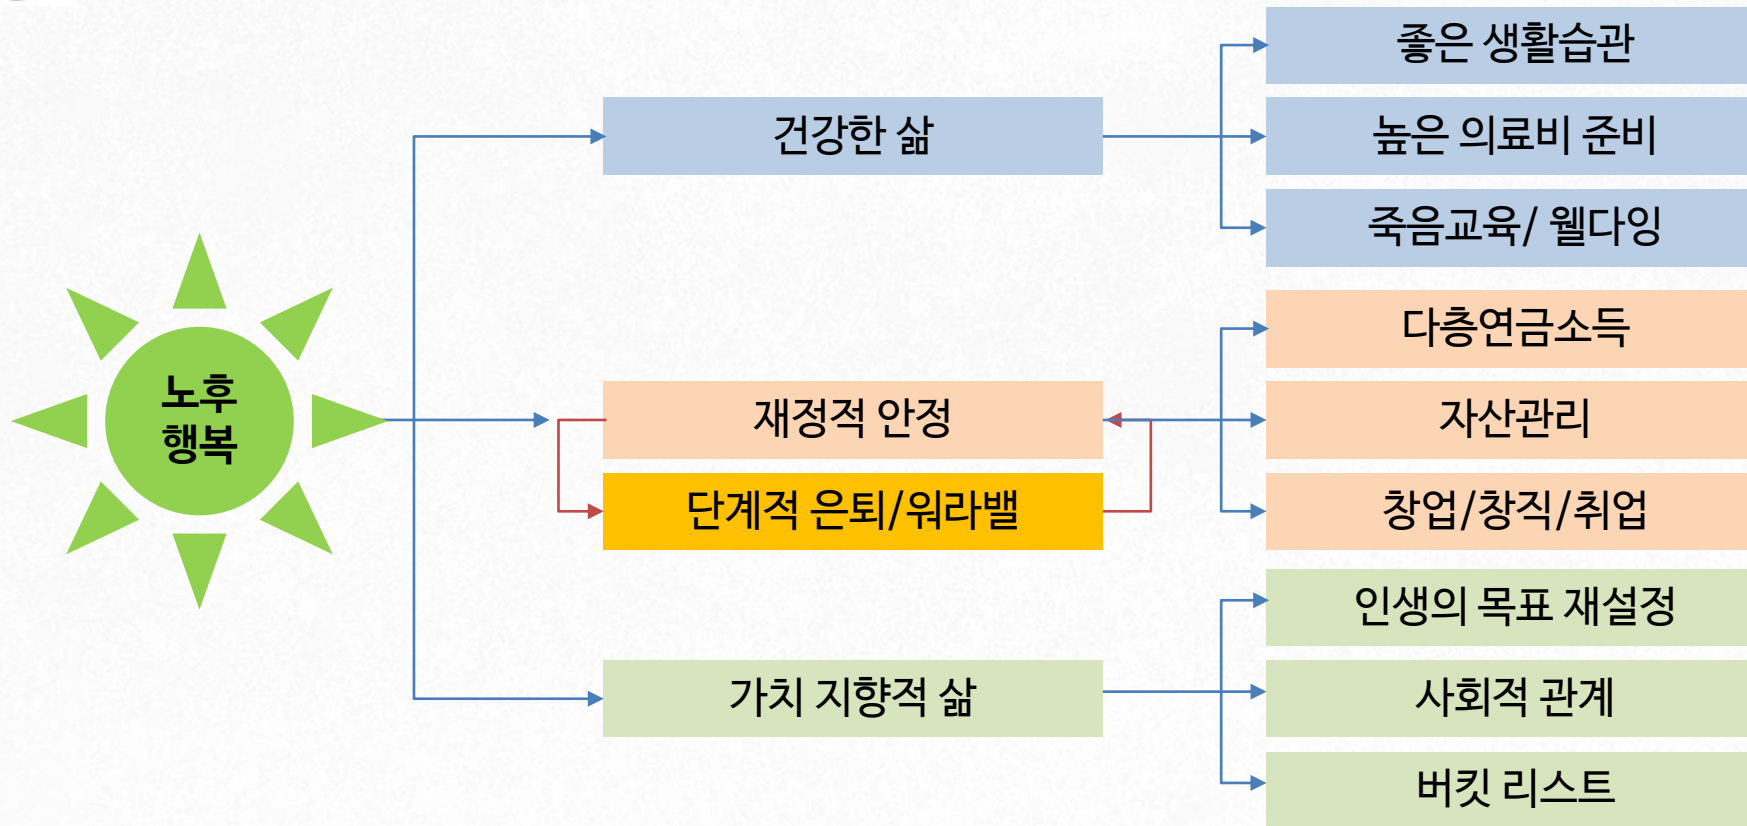 노후
행복
건강한 삶
좋은 생활습관
높은 의료비 준비
죽음교육/ 웰다잉
재정적 안정
단계적 은퇴/워라밸
다층연금소득
자산관리
창업/창직/취업
가치 지향적 삶
인생의 목표 재설정
사회적 관계
버킷 리스트